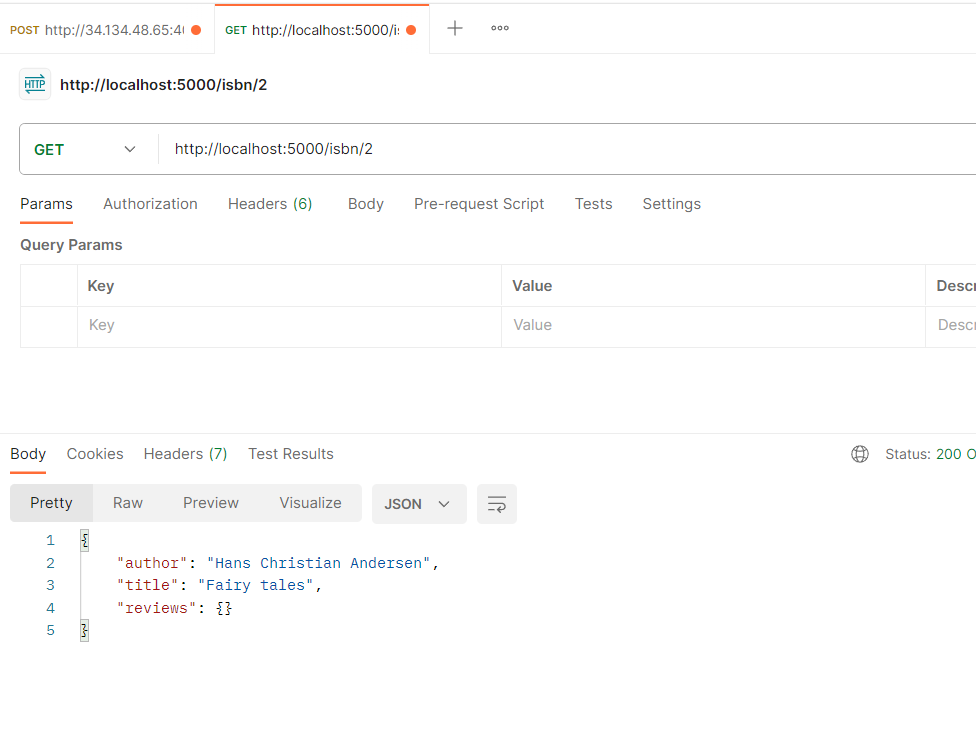 POST http://34.134.48.65:4 GET http://localhost:5000/i
HTTP http://localhost:5000/isbn/2
GET http://localhost:5000/isbn/2
Params Authorization Headers (6) Body Pre-request Script Tests Settings
Query Params
Key Value Descr
Key Value Descr
Body Cookies Headers (7) Test Results Status: 200 O
Pretty Raw Preview Visualize JSON
1 {
2 "author": "Hans Christian Andersen",
3 "title": "Fairy tales",
4 "reviews": {}
5 }